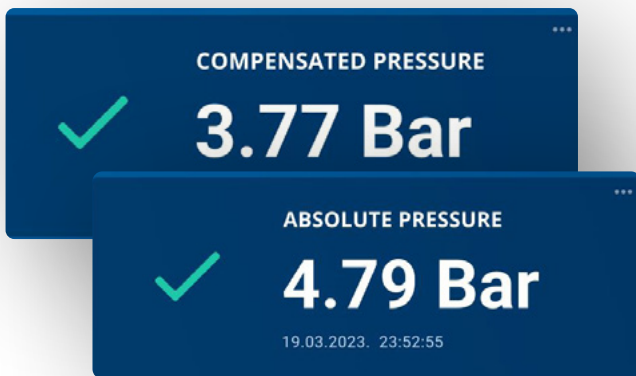 COMPENSATED PRESSURE
3.77 Bar
ABSOLUTE PRESSURE
4.79 Bar
19.03.2023. 23:52:55